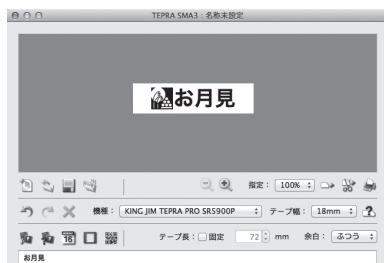 TEPRA SMA3 : 名称未設定
お月見
指定： 100%
機種： KING JIM TEPRA PRO SR5900P テープ幅： 18mm
16 テープ長： 固定 72 mm 余白： ふつう
お月見